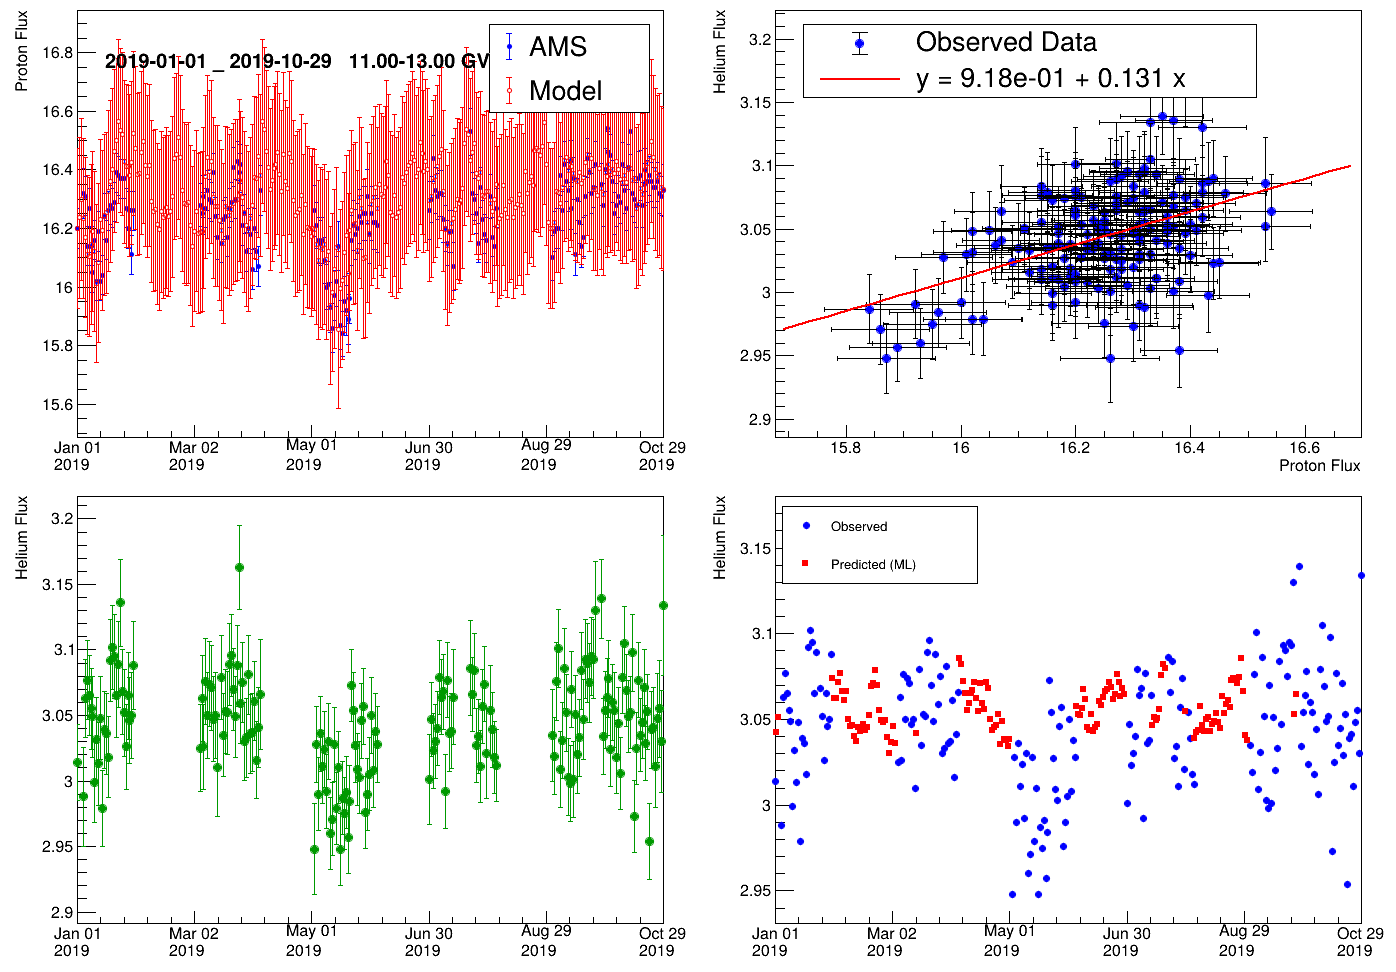 Proton Flux
16.8
16.6
16.4
16.2
16
15.8
15.6
2019-01-01 _ 2019-10-29 11.00-13.00 GV
AMS
Model
Jan 01
2019
Mar 02
2019
May 01
2019
Jun 30
2019
Aug 29
2019
Oct 29
2019
Helium Flux
3.2
3.15
3.1
3.05
3
2.95
2.9
Observed Data
y = 9.18e-01 + 0.131 x
15.8
16
16.2
16.4
16.6
Proton Flux
Helium Flux
3.2
3.15
3.1
3.05
3
2.95
2.9
Jan 01
2019
Mar 02
2019
May 01
2019
Jun 30
2019
Aug 29
2019
Oct 29
2019
Helium Flux
3.15
3.1
3.05
3
2.95
Observed
Predicted (ML)
Jan 01
2019
Mar 02
2019
May 01
2019
Jun 30
2019
Aug 29
2019
Oct 29
2019